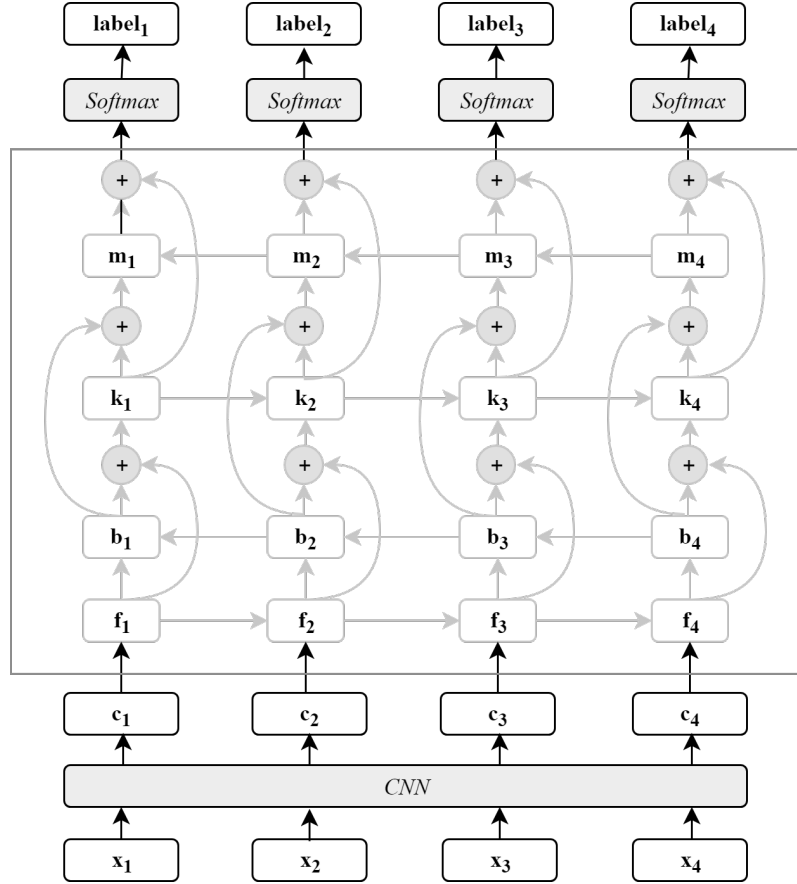 label₁ label₂ label₃ label₄
Softmax Softmax Softmax Softmax
+ + + +
m₁ m₂ m₃ m₄
+ + + +
k₁ k₂ k₃ k₄
+ + + +
b₁ b₂ b₃ b₄
f₁ f₂ f₃ f₄
c₁ c₂ c₃ c₄
CNN
x₁ x₂ x₃ x₄